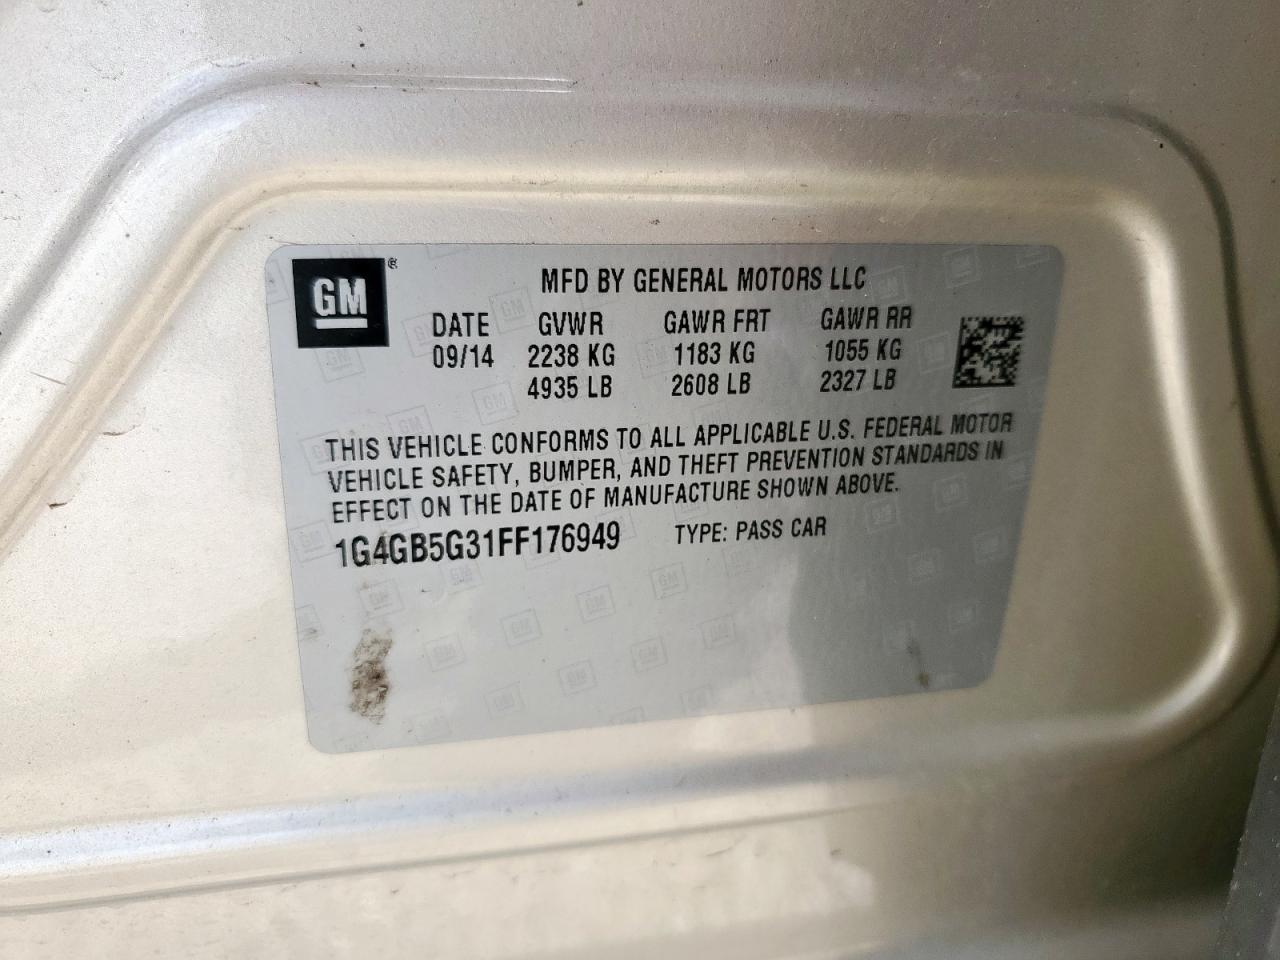 GM ®
MFD BY GENERAL MOTORS LLC
DATE GVWR GAWR FRT GAWR RR
09/14 2238 KG 1183 KG 1055 KG
4935 LB 2608 LB 2327 LB
THIS VEHICLE CONFORMS TO ALL APPLICABLE U.S. FEDERAL MOTOR
VEHICLE SAFETY, BUMPER, AND THEFT PREVENTION STANDARDS IN
EFFECT ON THE DATE OF MANUFACTURE SHOWN ABOVE.
1G4GB5G31FF176949 TYPE: PASS CAR